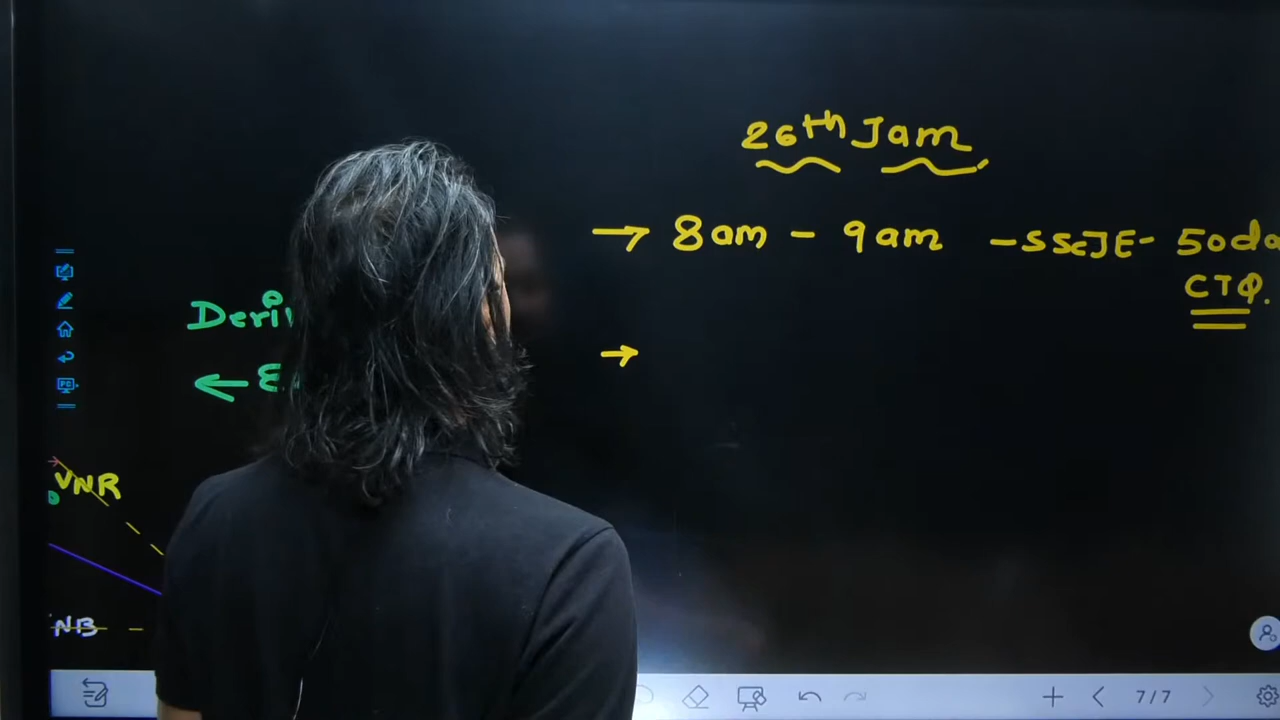 26th Jam
→ 8am - 9am - SSCJE - 50da
CTQ.
→
Deri
← E
VNR
NB
7/7